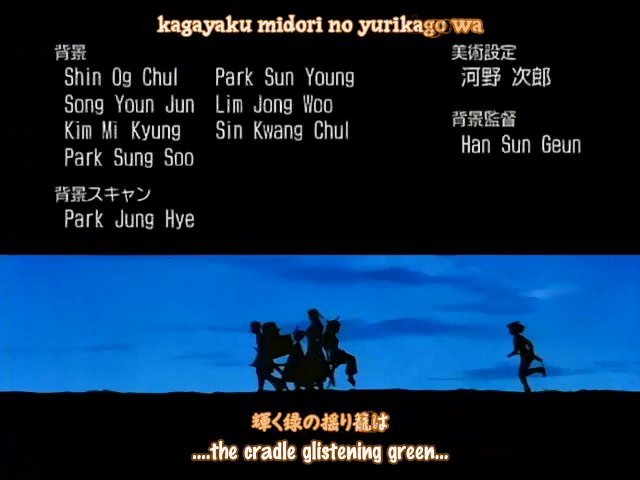 kagayaku midori no yurikago wa
背景
Shin Og Chul Park Sun Young
Song Youn Jun Lim Jong Woo
Kim Mi Kyung Sin Kwang Chul
Park Sung Soo
背景スキャン
Park Jung Hye
美術設定
河野 次郎
背景監督
Han Sun Geun
輝く緑の揺り籠は
....the cradle glistening green...